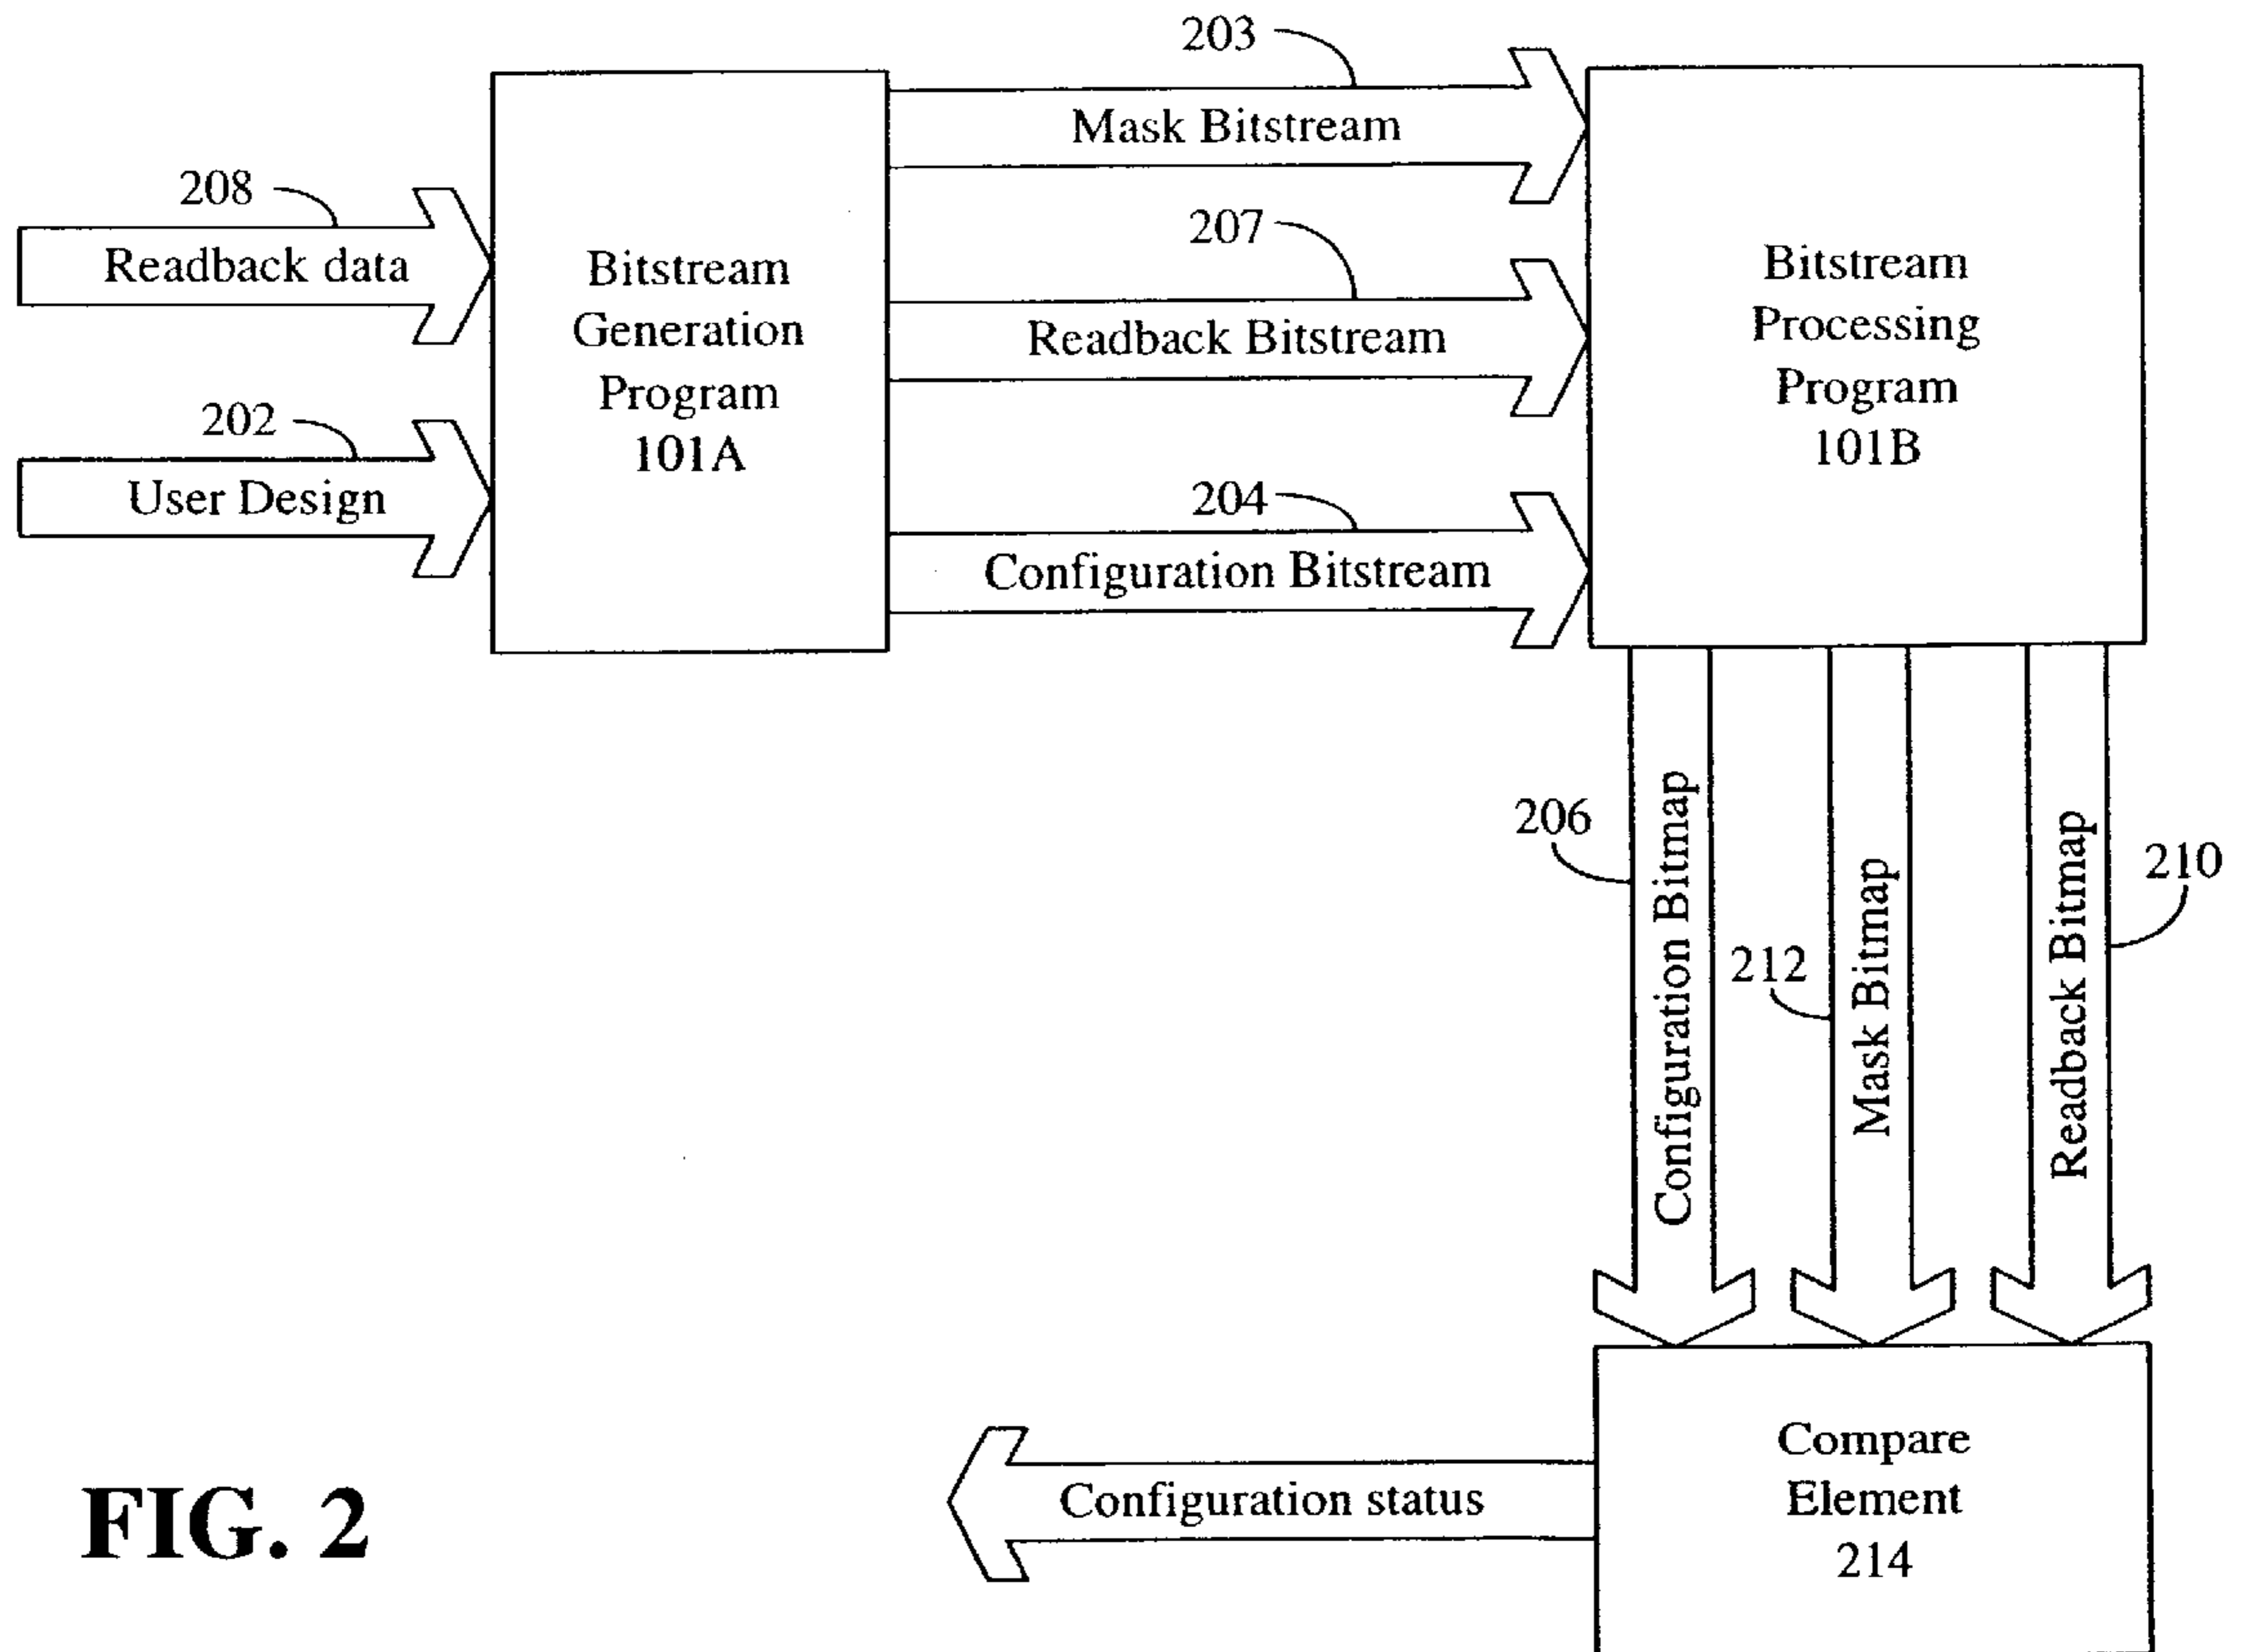 203
Mask Bitstream
208
Readback data
207
Readback Bitstream
202
User Design
204
Configuration Bitstream
Bitstream
Generation
Program
101A
Bitstream
Processing
Program
101B
206
Configuration Bitmap
212
Mask Bitmap
210
Readback Bitmap
Compare
Element
214
Configuration status
FIG. 2